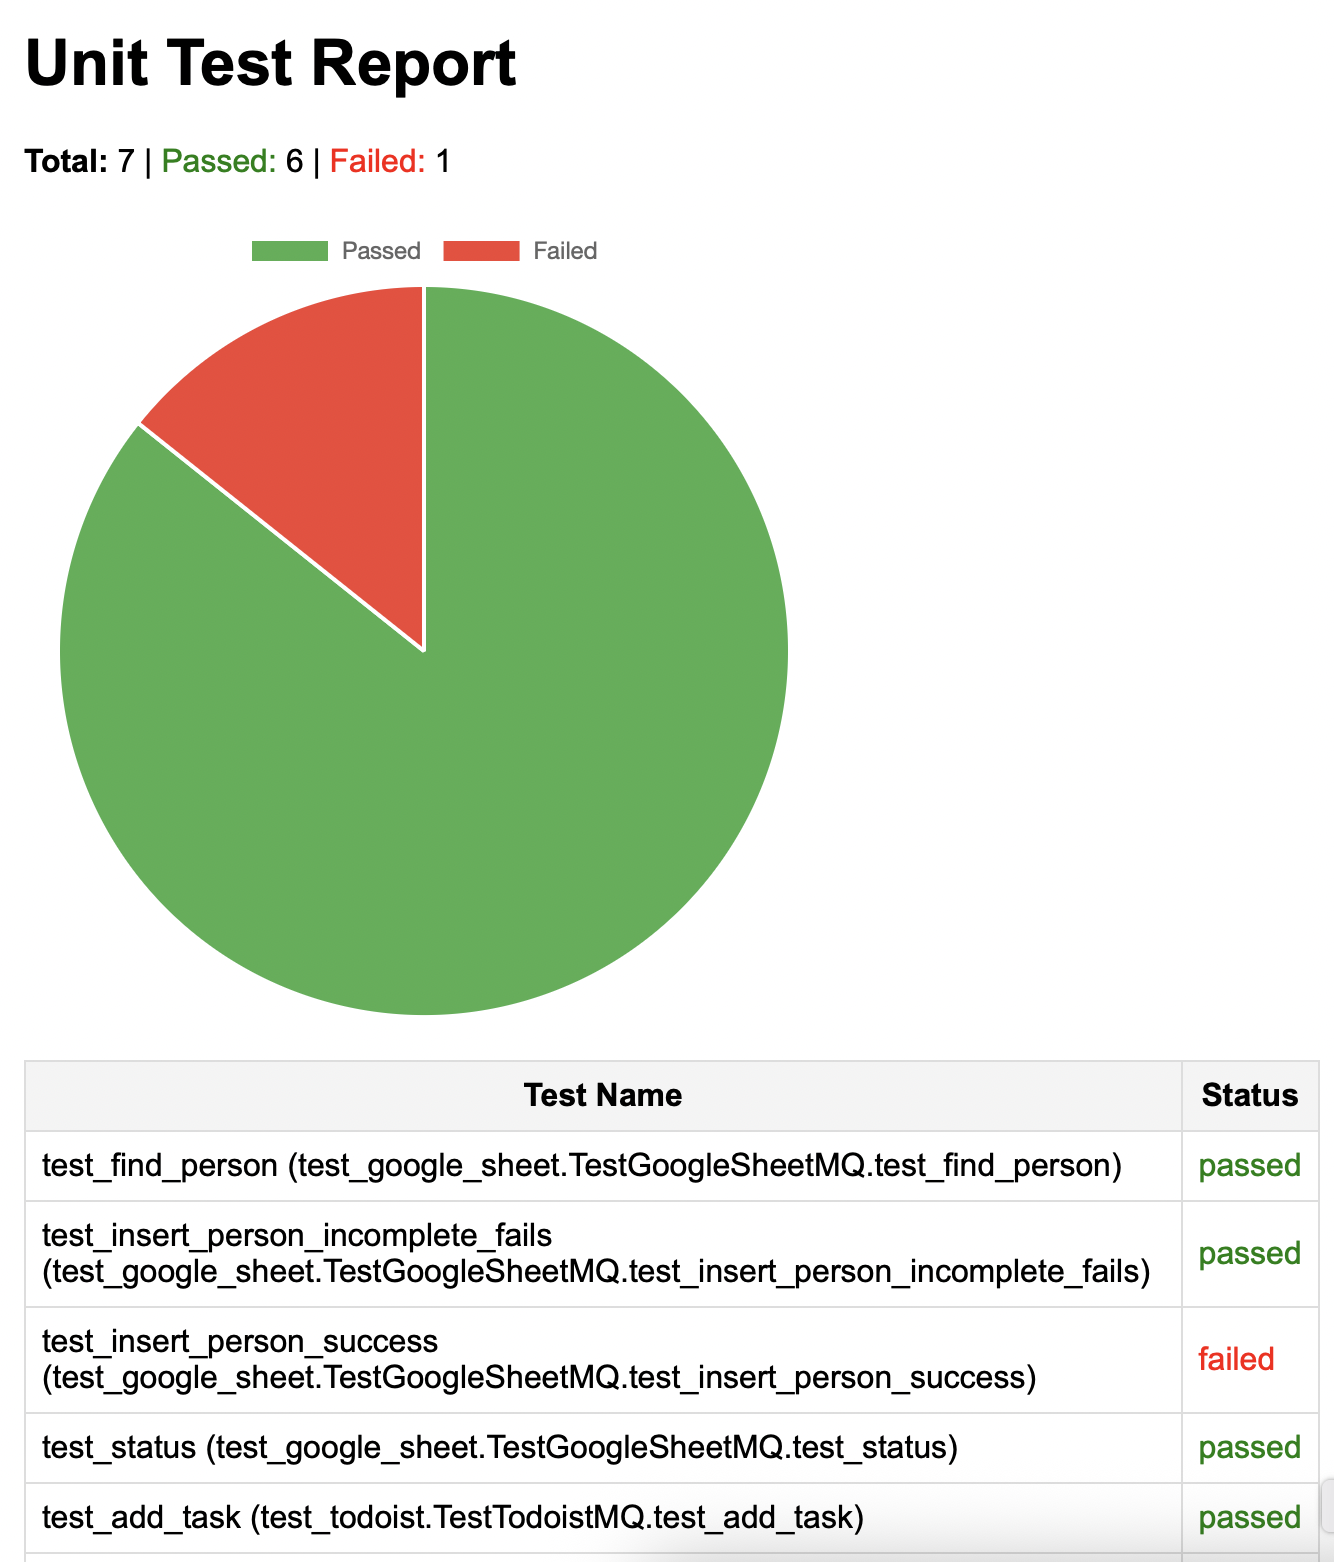 Unit Test Report
Total: 7 | Passed: 6 | Failed: 1
Passed Failed
Test Name Status
test_find_person (test_google_sheet.TestGoogleSheetMQ.test_find_person) passed
test_insert_person_incomplete_fails
(test_google_sheet.TestGoogleSheetMQ.test_insert_person_incomplete_fails) passed
test_insert_person_success
(test_google_sheet.TestGoogleSheetMQ.test_insert_person_success) failed
test_status (test_google_sheet.TestGoogleSheetMQ.test_status) passed
test_add_task (test_todoist.TestTodoistMQ.test_add_task) passed